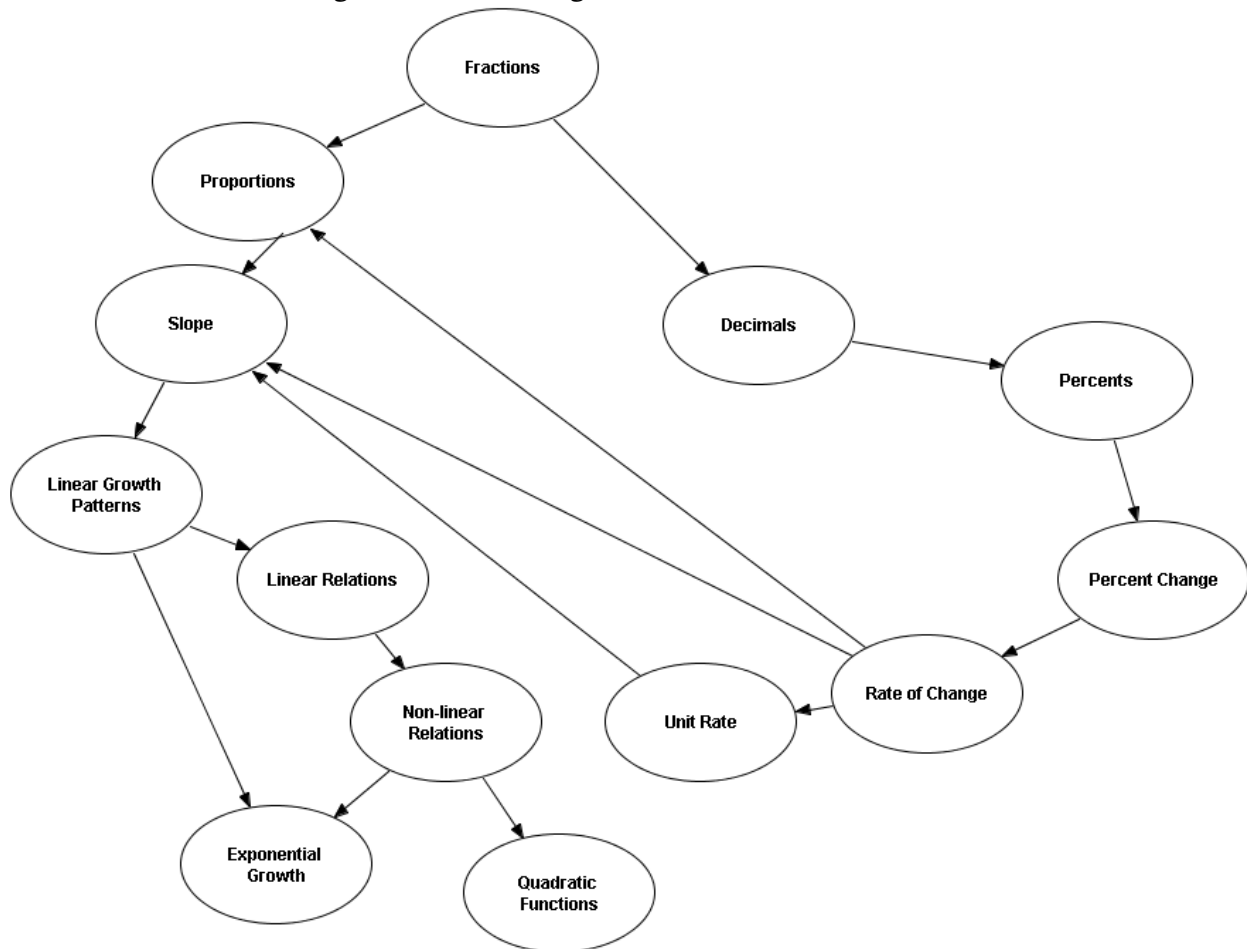 Fractions
Proportions
Slope
Decimals
Percents
Linear Growth
Patterns
Linear Relations
Percent Change
Non-linear
Relations
Unit Rate
Rate of Change
Exponential
Growth
Quadratic
Functions